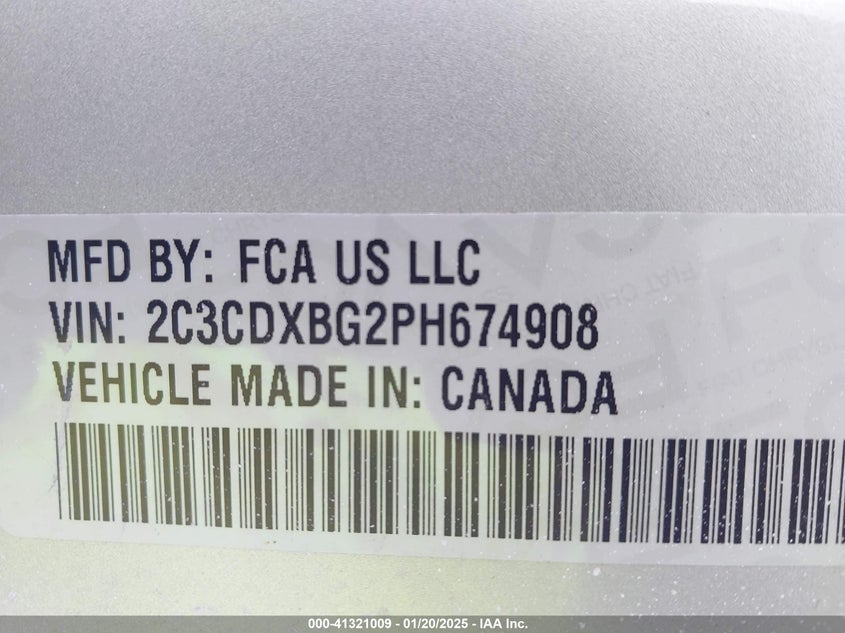 MFD BY: FCA US LLC
VIN: 2C3CDXBG2PH674908
VEHICLE MADE IN: CANADA
000-41321009 - 01/20/2025 - IAA Inc.